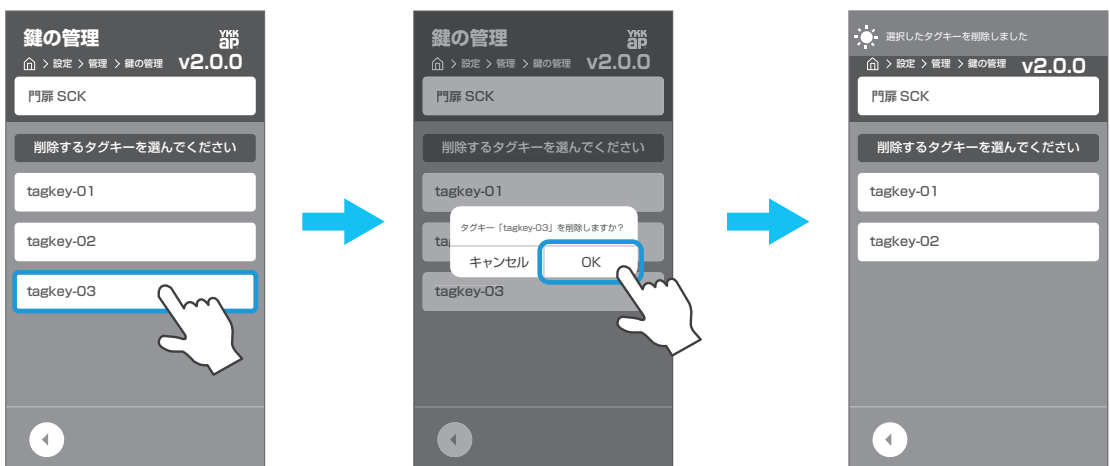 鍵の管理
YKK
ap
設定 > 管理 > 鍵の管理 v2.0.0
門扉 SCK
削除するタグキーを選んでください
tagkey-01
tagkey-02
tagkey-03
鍵の管理
YKK
ap
設定 > 管理 > 鍵の管理 v2.0.0
門扉 SCK
削除するタグキーを選んでください
tagkey-01
タグキー「tagkey-03」を削除しますか?
ta
キャンセル OK
tagkey-03
選択したタグキーを削除しました
設定 > 管理 > 鍵の管理 v2.0.0
門扉 SCK
削除するタグキーを選んでください
tagkey-01
tagkey-02